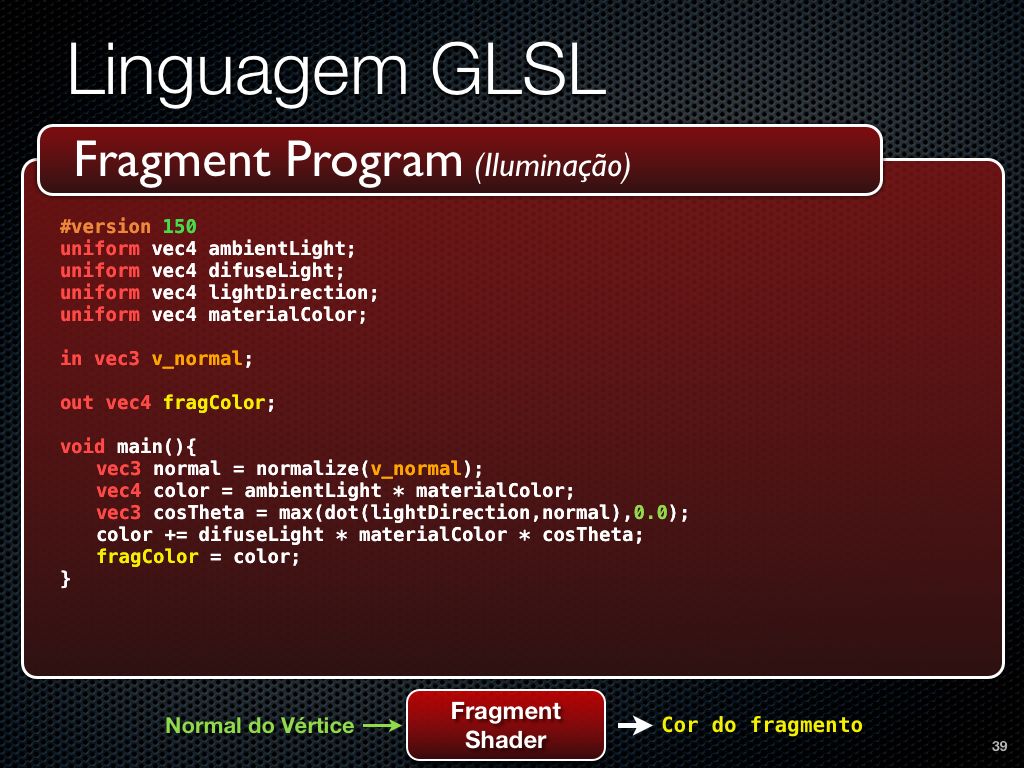 Linguagem GLSL
Fragment Program (Iluminação)
#version 150
uniform vec4 ambientLight;
uniform vec4 difuseLight;
uniform vec4 lightDirection;
uniform vec4 materialColor;
in vec3 v_normal;
out vec4 fragColor;
void main(){
vec3 normal = normalize(v_normal);
vec4 color = ambientLight * materialColor;
vec3 cosTheta = max(dot(lightDirection,normal),0.0);
color += difuseLight * materialColor * cosTheta;
fragColor = color;
}
Normal do Vértice
Fragment
Shader
Cor do fragmento
39